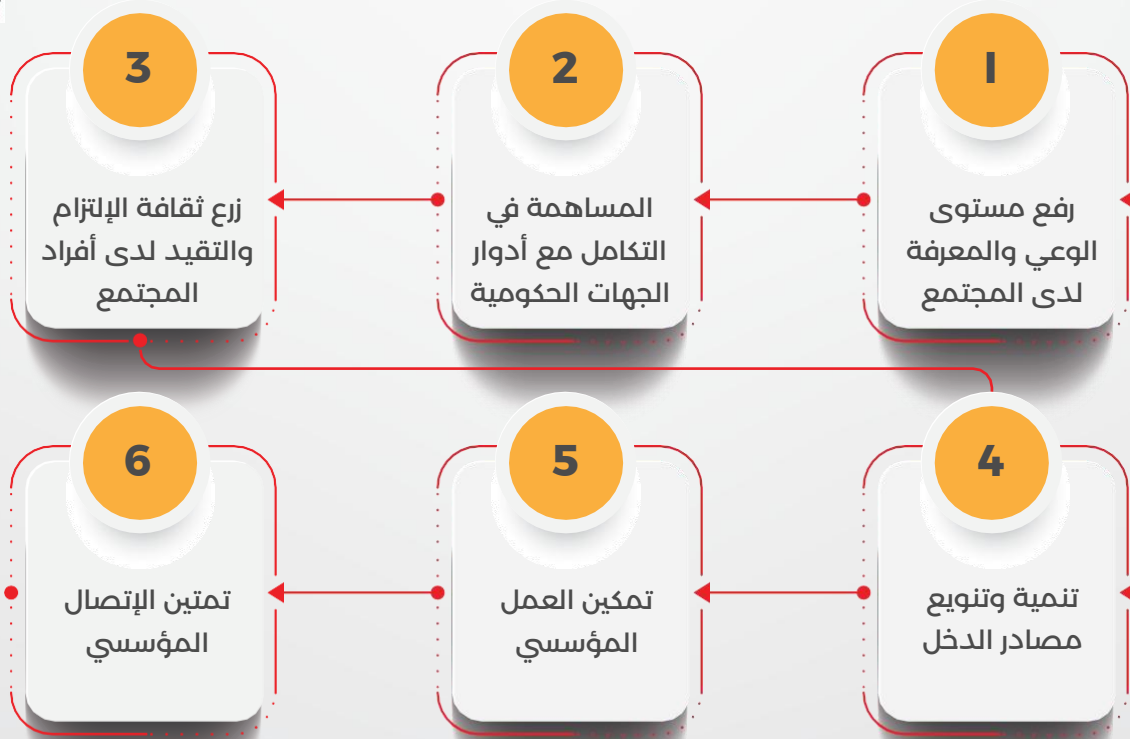 1
رفع مستوى
الوعي والمعرفة
لدى المجتمع
2
المساهمة في
التكامل مع أدوار
الجهات الحكومية
3
زرع ثقافة الإلتزام
والتقيد لدى أفراد
المجتمع
4
تنمية وتنويع
مصادر الدخل
5
تمكين العمل
المؤسسي
6
تمتين الإتصال
المؤسسي